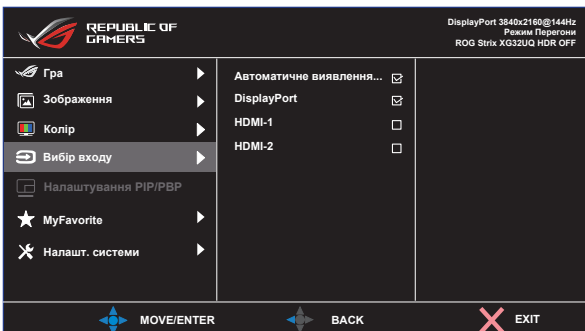 REPUBLIC OF
GAMERS
DisplayPort 3840x2160@144Hz
Режим Перегони
ROG Strix XG32UQ HDR OFF
Гра
Зображення
Колір
Вибір входу
Налаштування PIP/PBP
MyFavorite
Налашт. системи
Автоматичне виявлення...
DisplayPort
HDMI-1
HDMI-2
MOVE/ENTER
BACK
EXIT